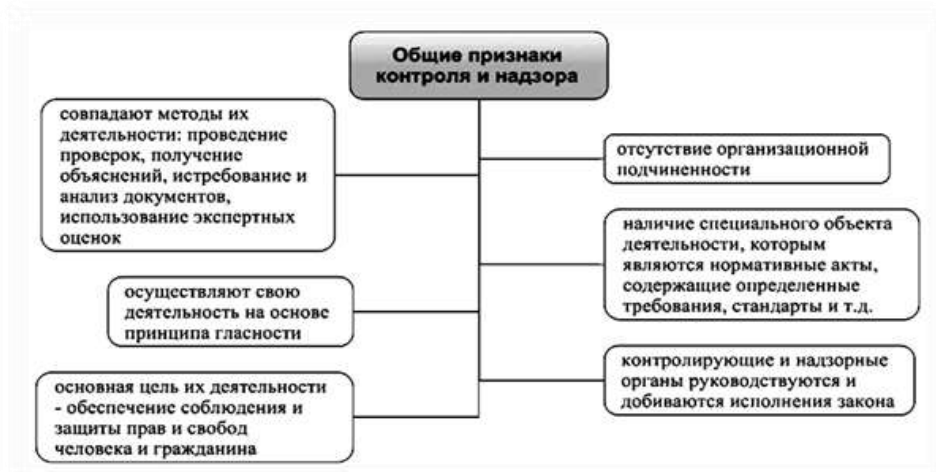 Общие признаки
контроля и надзора
совпадают методы их
деятельности: проведение
проверок, получение
объяснений, истребование и
анализ документов,
использование экспертных
оценок
отсутствие организационной
подчиненности
наличие специального объекта
деятельности, которым
являются нормативные акты,
содержащие определенные
требования, стандарты и т.д.
осуществляют свою
деятельность на основе
принципа гласности
контролирующие и надзорные
органы руководствуются и
добиваются исполнения закона
основная цель их деятельности
- обеспечение соблюдения и
защиты прав и свобод
человека и гражданина